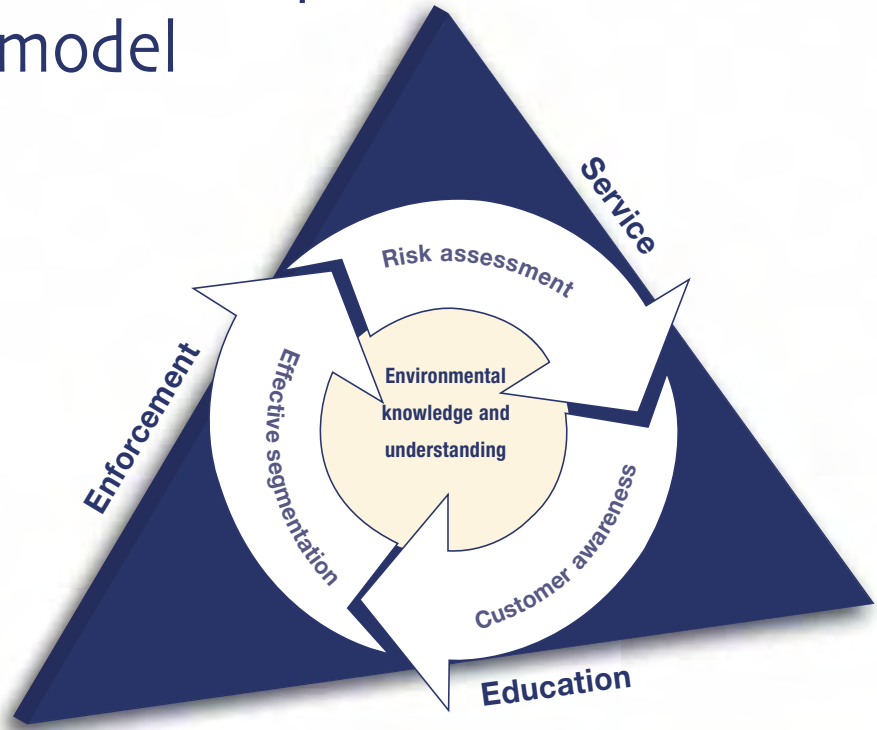 model
Service
Risk assessment
Enforcement
Effective segmentation
Environmental
knowledge and
understanding
Customer awareness
Education